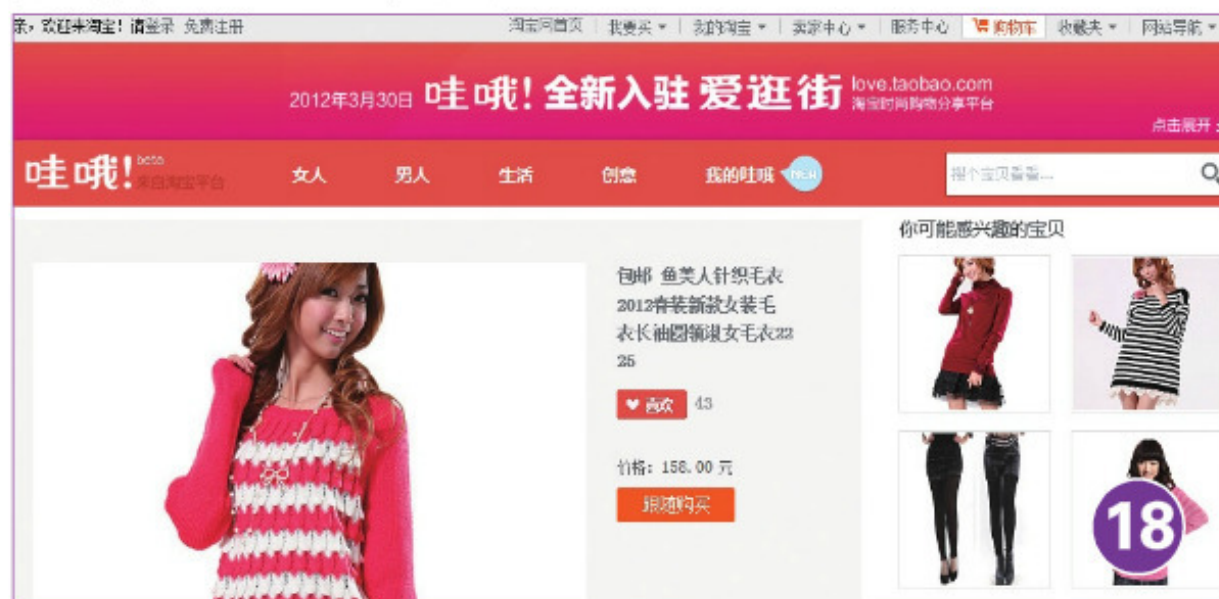 亲，欢迎来淘宝！请登录 免费注册
淘宝网首页 我要买 我的淘宝 卖家中心 服务中心 购物车 收藏夹 网站导航
2012年3月30日 哇哦!全新入驻 爱逛街 love.taobao.com
淘宝时尚购物分享平台
点击展开
哇哦! beta
来自淘宝平台
女人 男人 生活 创意 我的哇哦 NEW
搜个宝贝看看...
你可能感兴趣的宝贝
包邮 鱼美人针织毛衣
2012春装新款女装毛
衣长袖圆领淑女毛衣22
25
喜欢 43
价格：158.00 元
跟随购买
18